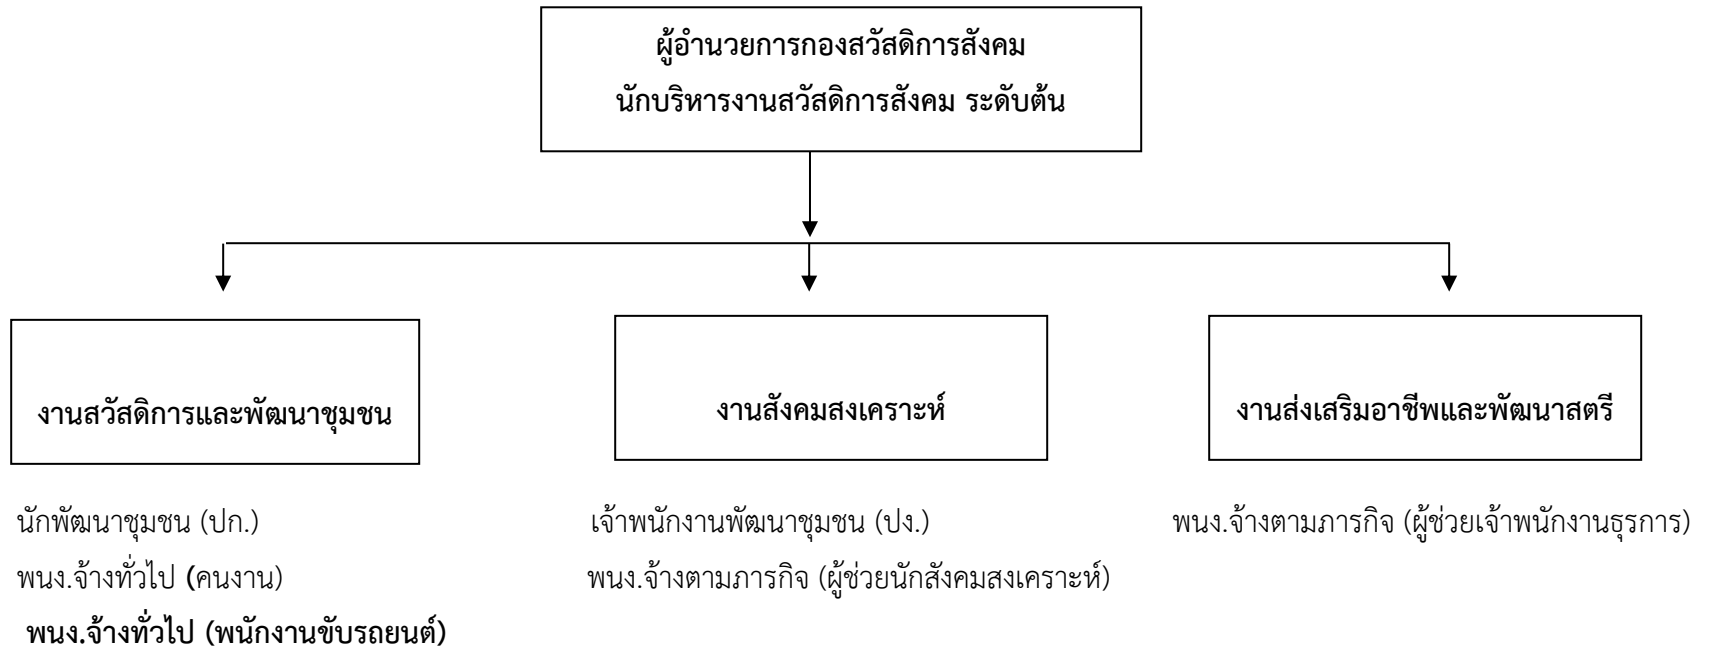 ผู้อำนวยการกองสวัสดิการสังคม
นักบริหารงานสวัสดิการสังคม ระดับต้น
งานสวัสดิการและพัฒนาชุมชน
งานสังคมสงเคราะห์
งานส่งเสริมอาชีพและพัฒนาสตรี
นักพัฒนาชุมชน (ปก.)
พนง.จ้างทั่วไป (คนงาน)
พนง.จ้างทั่วไป (พนักงานขับรถยนต์)
เจ้าพนักงานพัฒนาชุมชน (ปง.)
พนง.จ้างตามภารกิจ (ผู้ช่วยนักสังคมสงเคราะห์)
พนง.จ้างตามภารกิจ (ผู้ช่วยเจ้าพนักงานธุรการ)